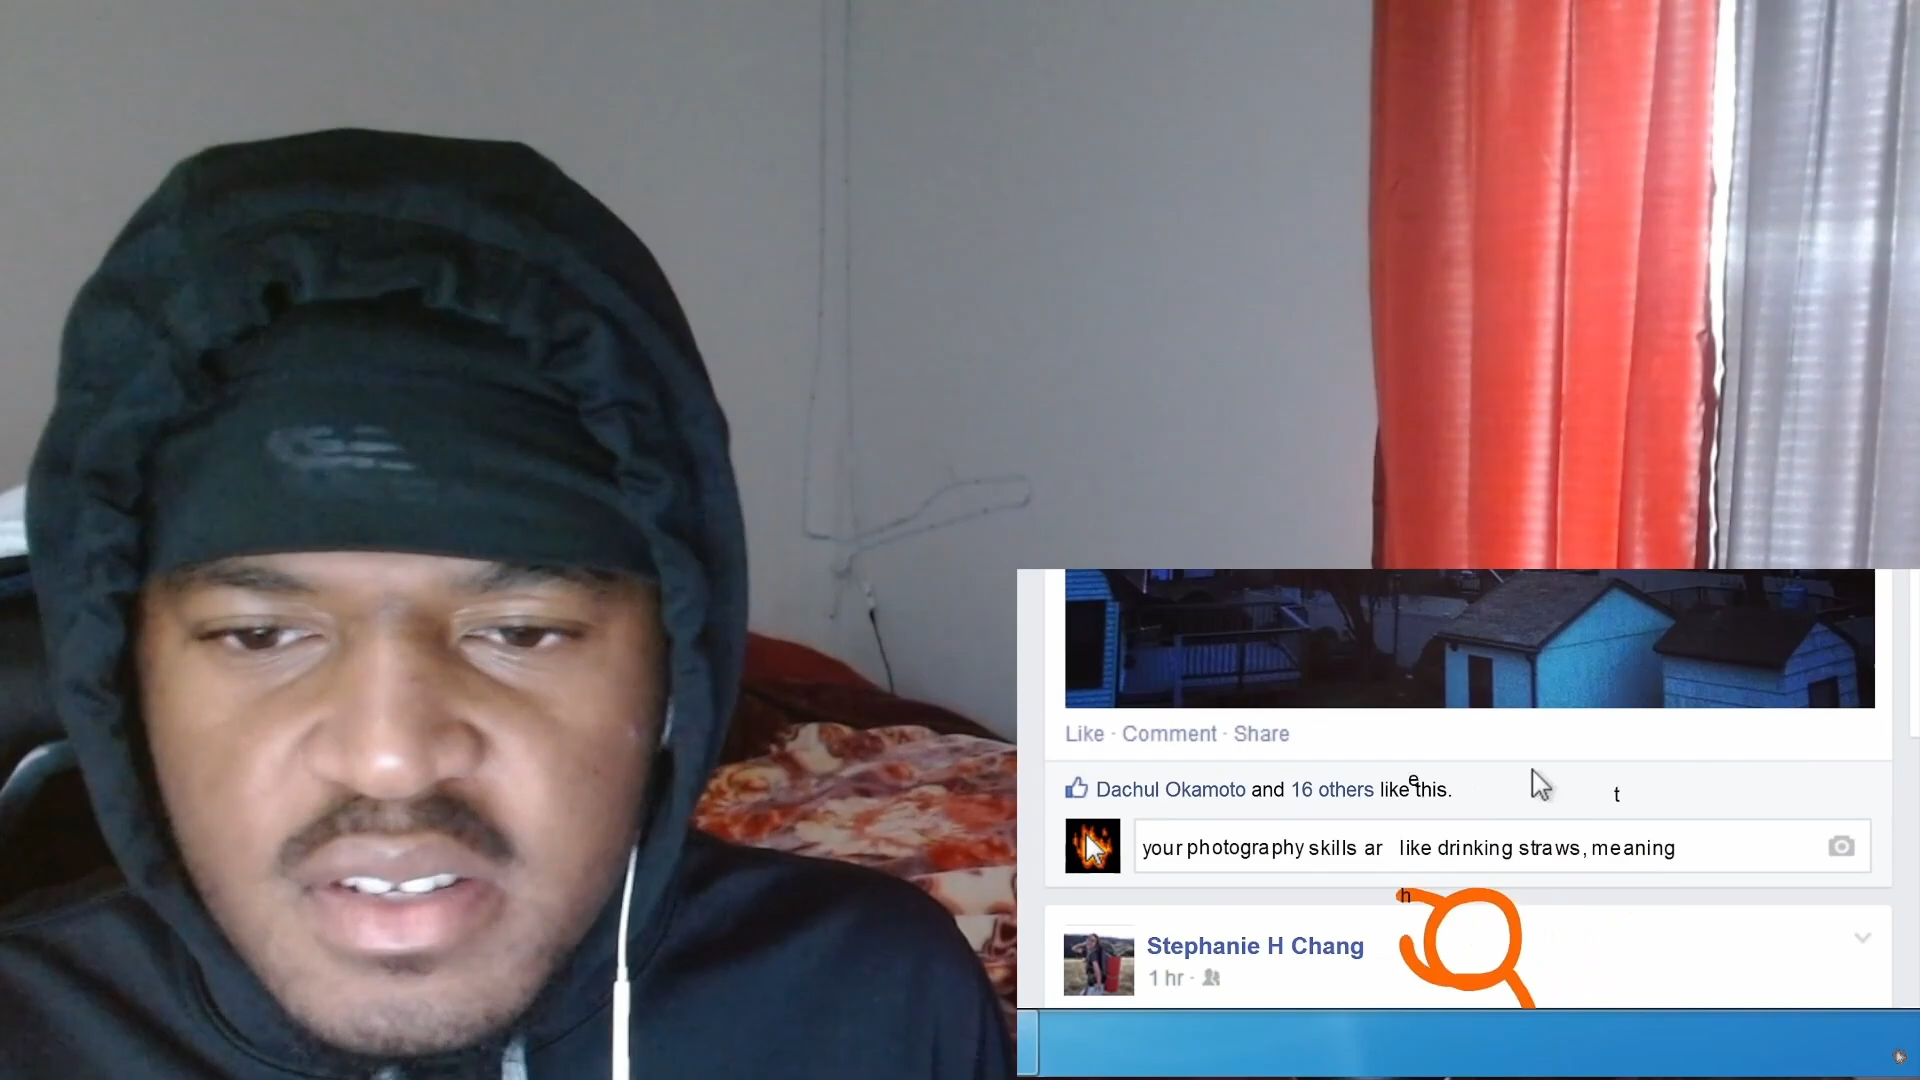 Like · Comment · Share
e
Dachul Okamoto and 16 others like this.
t
your photography skills ar like drinking straws, meaning
h
Stephanie H Chang
1 hr ·